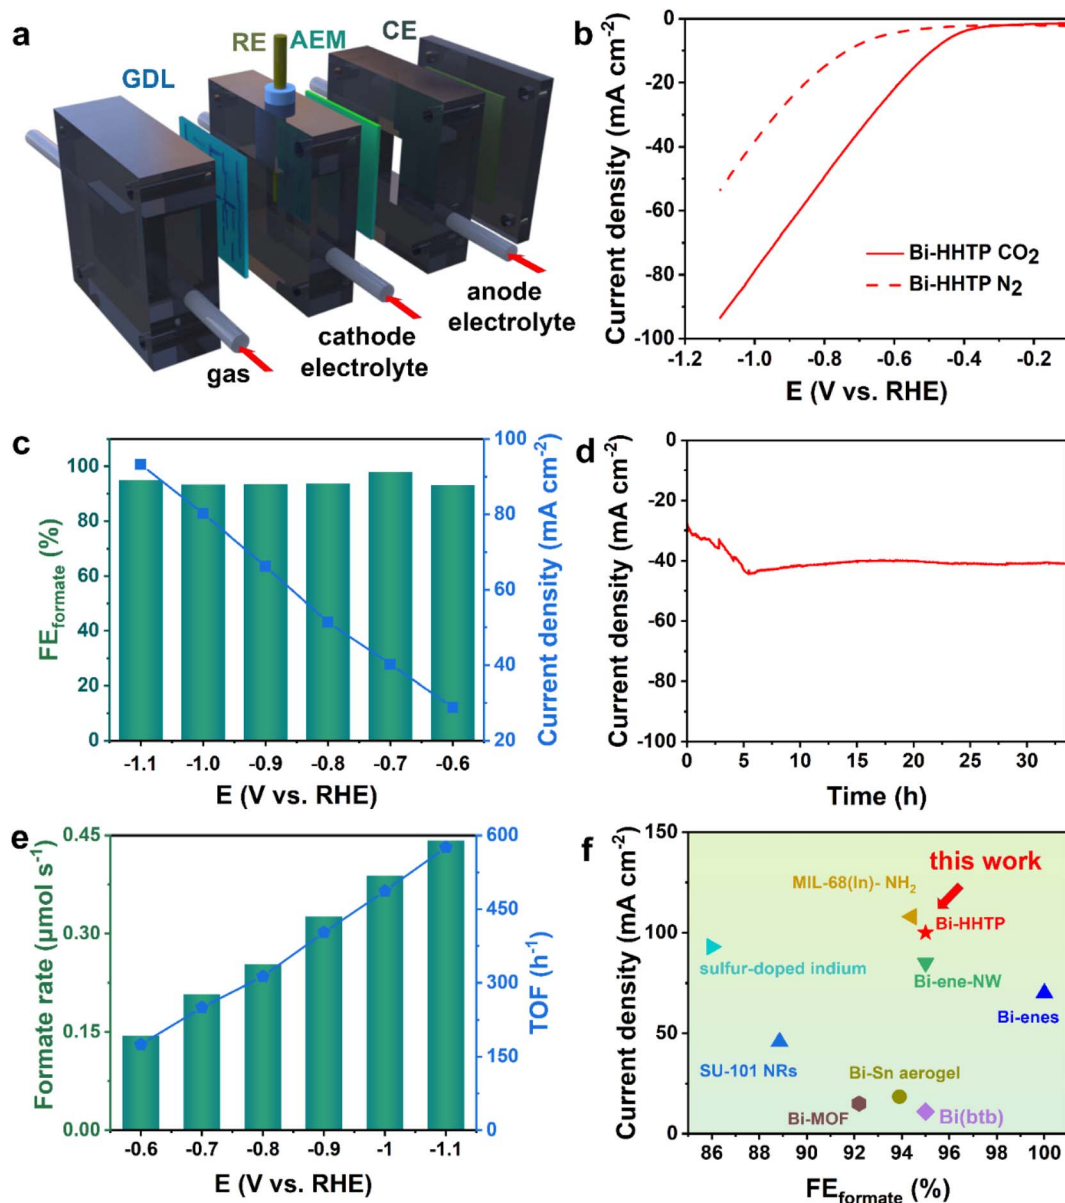 a
RE
AEM
CE
GDL
gas
cathode
electrolyte
anode
electrolyte
b
Current density (mA cm⁻²)
0
-20
-40
-60
-80
-100
Bi-HHTP CO₂
Bi-HHTP N₂
-1.2 -1.0 -0.8 -0.6 -0.4 -0.2
E (V vs. RHE)
c
FE_formate (%)
100
80
60
40
20
0
100
80
60
40
20
Current density (mA cm⁻²)
-1.1 -1.0 -0.9 -0.8 -0.7 -0.6
E (V vs. RHE)
d
Current density (mA cm⁻²)
0
-20
-40
-60
-80
-100
0 5 10 15 20 25 30
Time (h)
e
Formate rate (μmol s⁻¹)
0.45
0.30
0.15
0.00
600
450
300
150
0
TOF (h⁻¹)
-0.6 -0.7 -0.8 -0.9 -1 -1.1
E (V vs. RHE)
f
Current density (mA cm⁻²)
150
100
50
0
this work
MIL-68(In)- NH₂
Bi-HHTP
sulfur-doped indium
Bi-ene-NW
Bi-enes
SU-101 NRs
Bi-Sn aerogel
Bi-MOF
Bi(btb)
86 88 90 92 94 96 98 100
FE_formate (%)